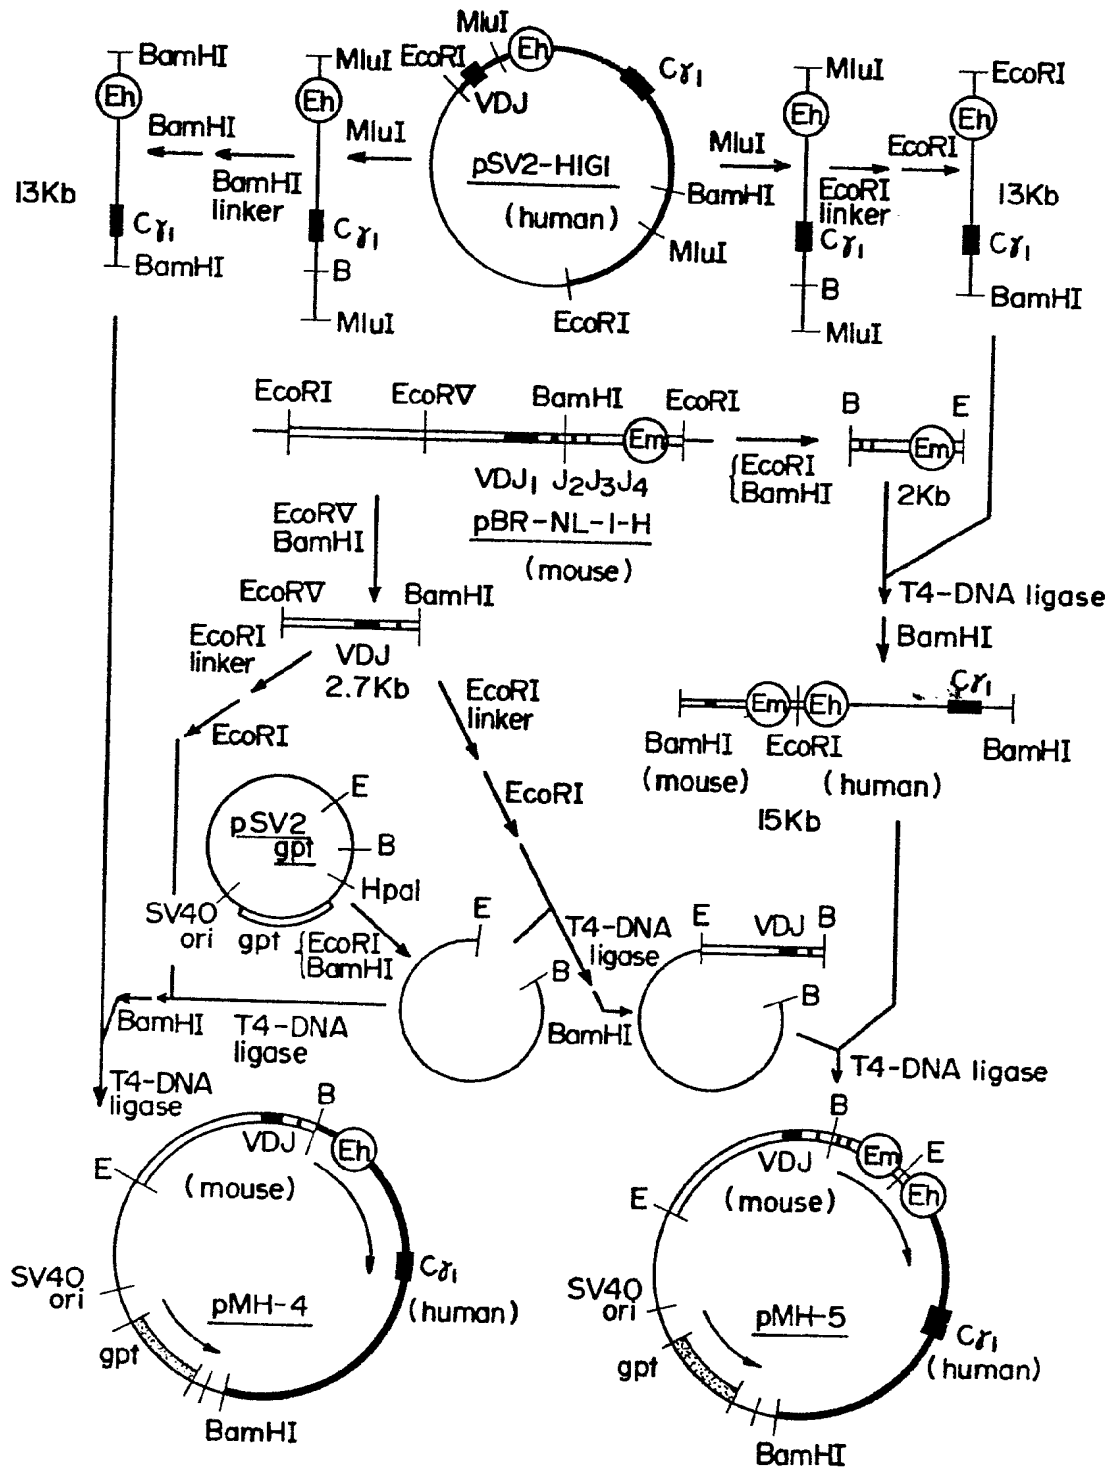 BamHI
Eh
13Kb
Cγ1
BamHI
BamHI
BamHI
linker
MluI
Eh
Cγ1
B
MluI
MluI
MluI
EcoRI
VDJ
Eh
Cγ1
pSV2-HIGI
(human)
BamHI
MluI
EcoRI
MluI
MluI
Eh
Cγ1
B
MluI
EcoRI
linker
EcoRI
EcoRI
Eh
13Kb
Cγ1
BamHI
EcoRI
EcoRV
BamHI
EcoRI
Em
VDJ1 J2J3J4
pBR-NL-I-H
(mouse)
EcoRI
BamHI
B
E
Em
2Kb
EcoRV
BamHI
T4-DNA ligase
BamHI
EcoRV
BamHI
VDJ
2.7Kb
EcoRI
linker
EcoRI
EcoRI
linker
EcoRI
Em
Eh
Cγ1
BamHI
EcoRI
BamHI
(mouse)
(human)
15Kb
pSV2
gpt
E
B
HpaI
SV40
ori
gpt
EcoRI
BamHI
E
B
T4-DNA
ligase
E
VDJ
B
B
BamHI
T4-DNA
ligase
BamHI
T4-DNA ligase
T4-DNA
ligase
B
VDJ
Eh
E
(mouse)
SV40
ori
pMH-4
Cγ1
(human)
gpt
BamHI
B
VDJ
Em
E
Eh
E
(mouse)
SV40
ori
pMH-5
Cγ1
(human)
gpt
BamHI